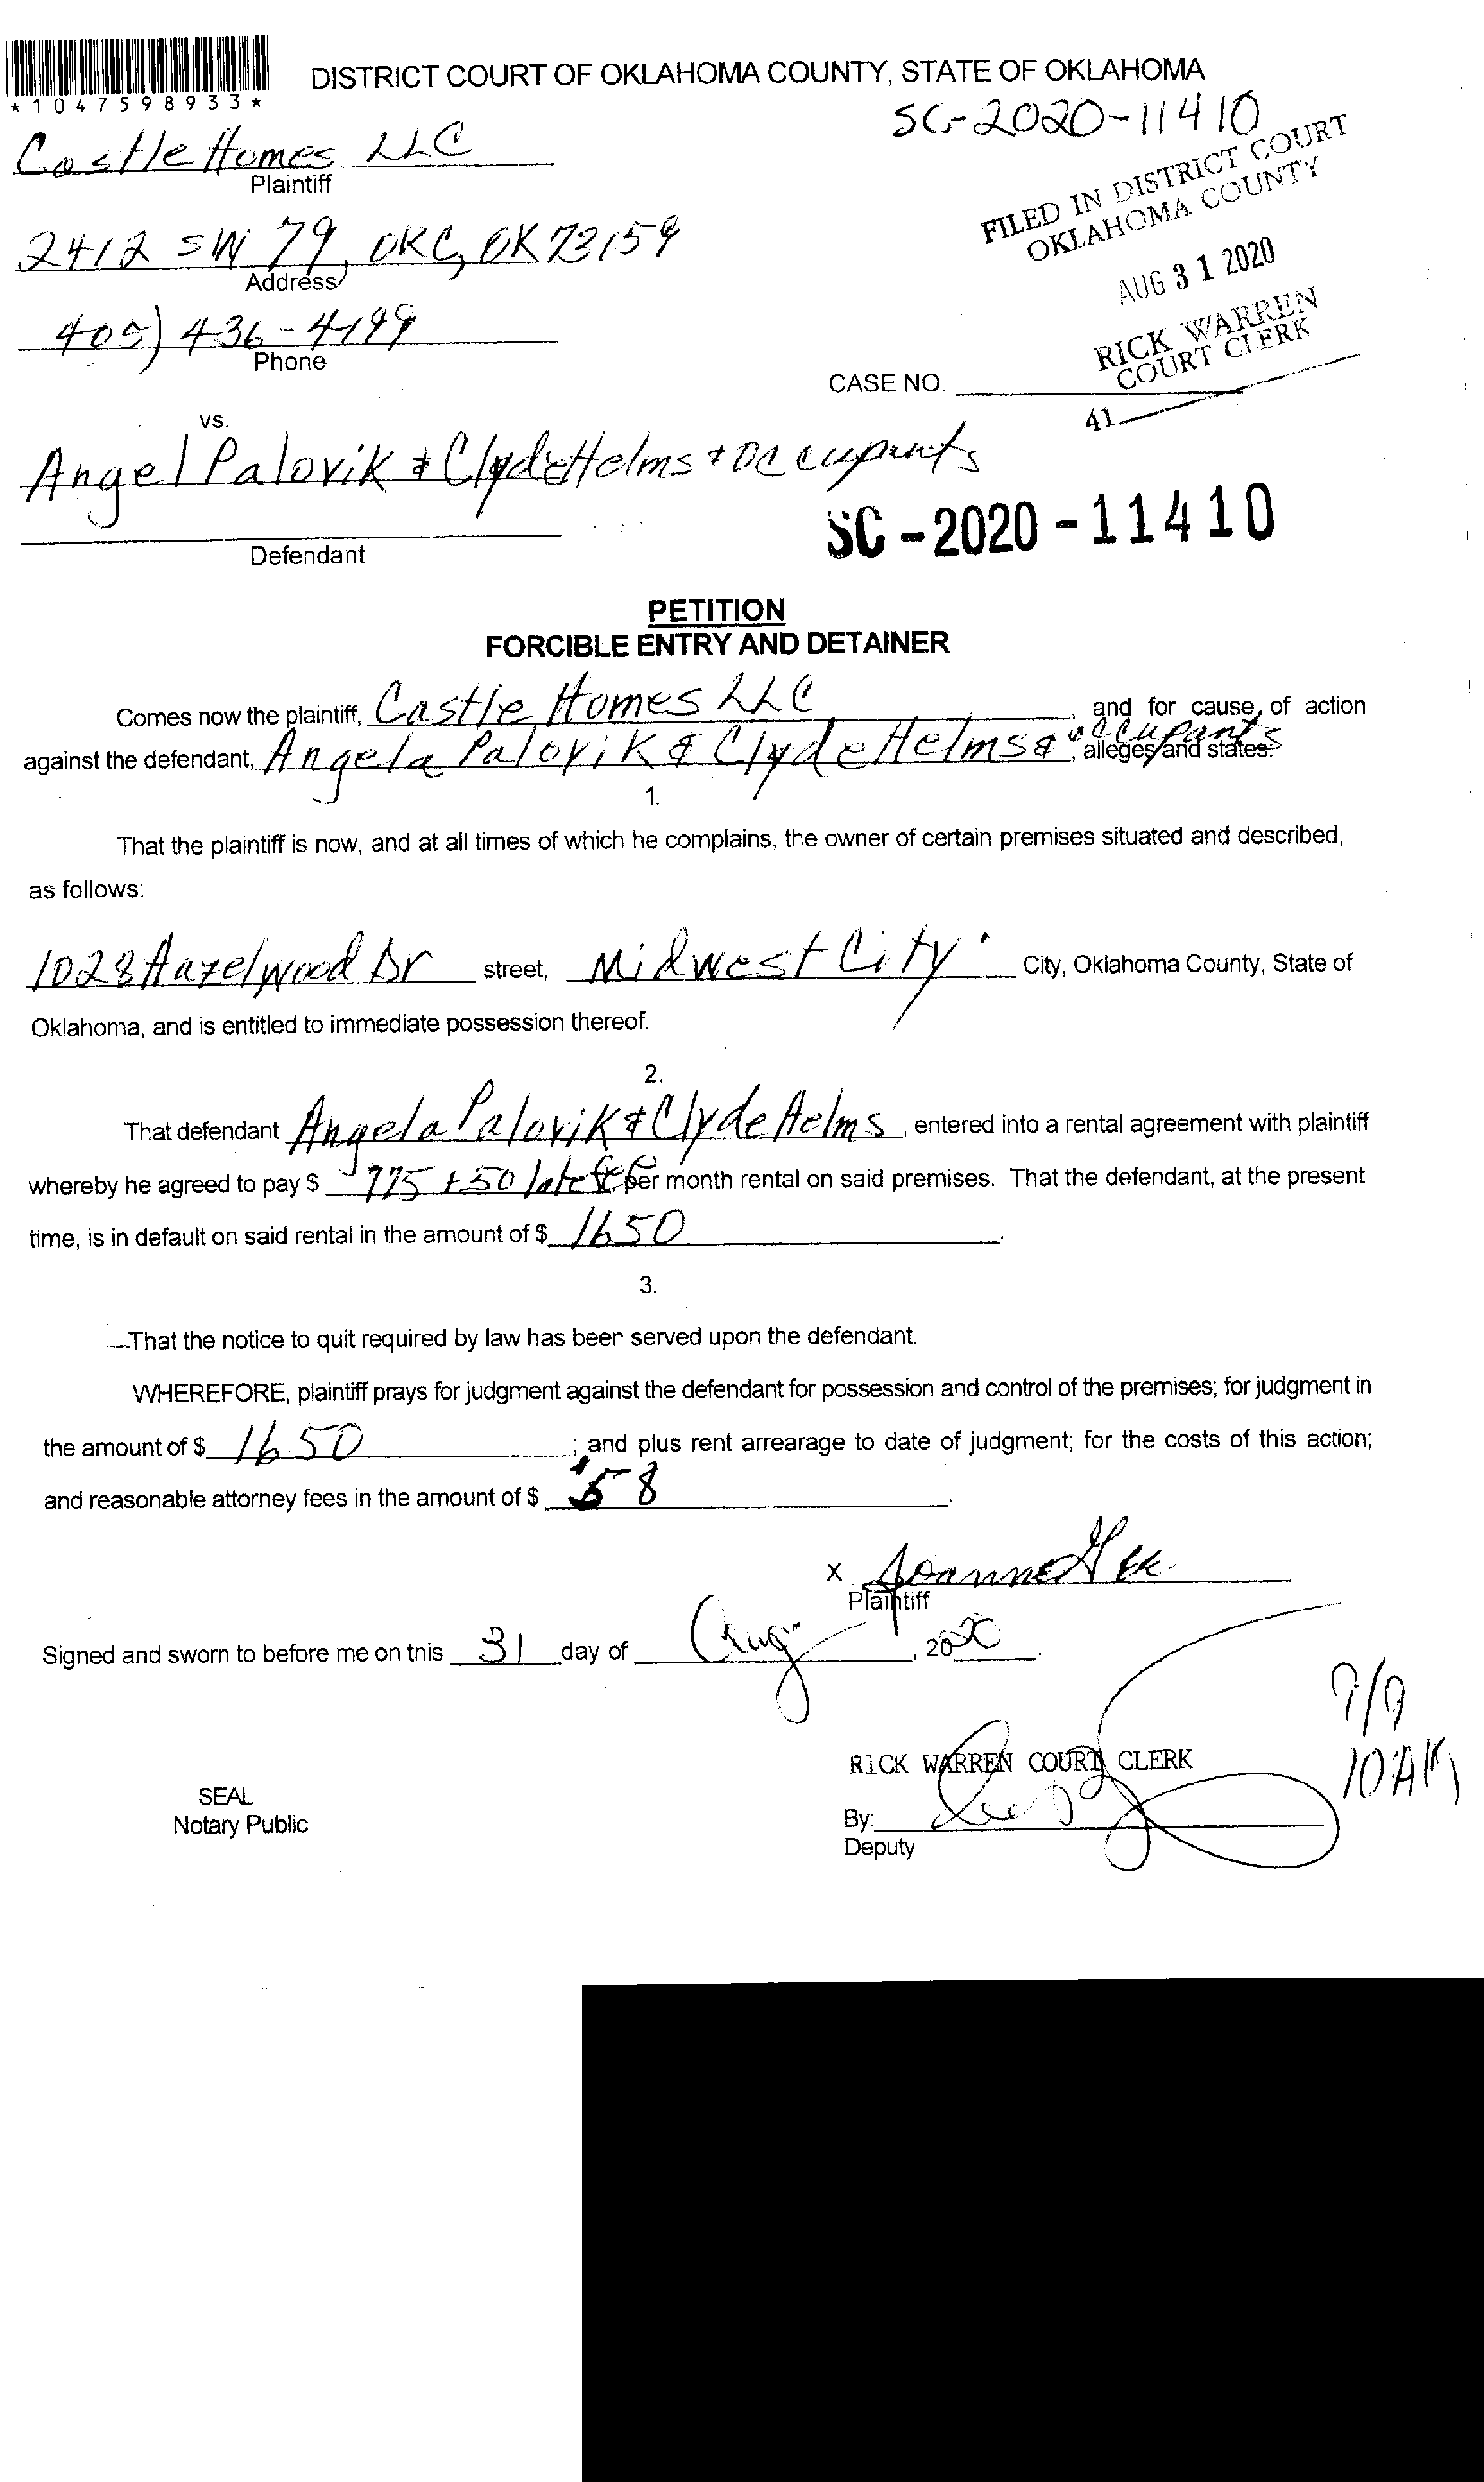 *1047598933*
DISTRICT COURT OF OKLAHOMA COUNTY, STATE OF OKLAHOMA
SC-2020-11410
Castle Homes LLC
Plaintiff
FILED IN DISTRICT COURT
OKLAHOMA COUNTY
2412 SW 79, OKC, OK 73159
Address
AUG 31 2020
405) 436-4199
Phone
RICK WARREN
COURT CLERK
CASE NO.
41
vs.
Angel Palovik & Clyde Helms + Occupants
Defendant
SC-2020-11410
PETITION
FORCIBLE ENTRY AND DETAINER
Comes now the plaintiff, Castle Homes LLC, and for cause of action
against the defendant, Angela Palovik & Clyde Helms & occupants, alleges and states:
1.
That the plaintiff is now, and at all times of which he complains, the owner of certain premises situated and described,
as follows:
1028 Hazelwood Dr street, Midwest City City, Oklahoma County, State of
Oklahoma, and is entitled to immediate possession thereof.
2.
That defendant Angela Palovik & Clyde Helms, entered into a rental agreement with plaintiff
whereby he agreed to pay $ 775 + 50 late fee per month rental on said premises. That the defendant, at the present
time, is in default on said rental in the amount of $ 1650.
3.
That the notice to quit required by law has been served upon the defendant.
WHEREFORE, plaintiff prays for judgment against the defendant for possession and control of the premises; for judgment in
the amount of $ 1650; and plus rent arrearage to date of judgment; for the costs of this action;
and reasonable attorney fees in the amount of $ 58.
x Joanne
Plaintiff
Signed and sworn to before me on this 31 day of Aug, 2020.
9/9
10 AM
RICK WARREN COURT CLERK
SEAL
Notary Public
By:
Deputy